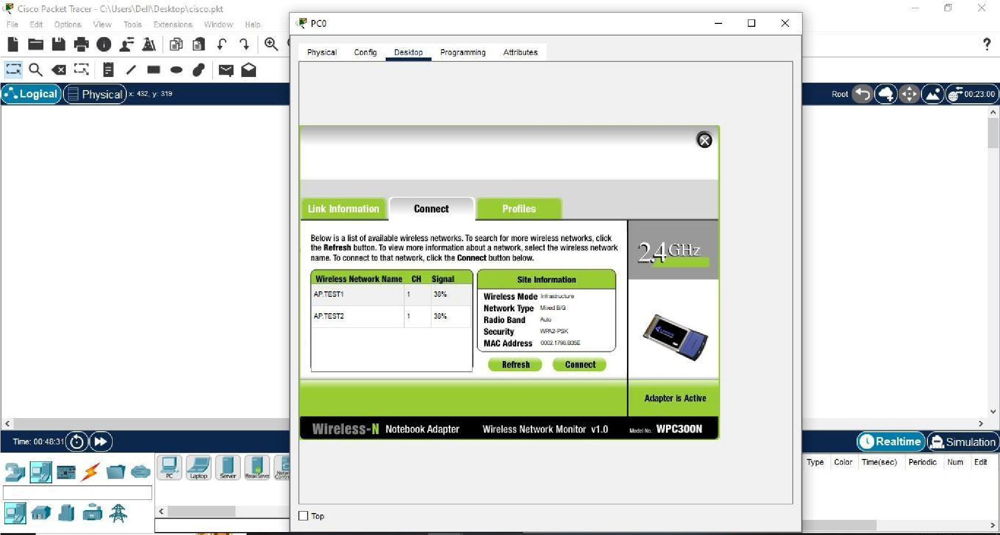 Cisco Packet Tracer - C:\Users\Dell\Desktop\cisco.pkt
File Edit Options View Tools Extensions Window Help
?
Logical Physical x: 432, y: 319
Root 00:23:00
PC0
Physical Config Desktop Programming Attributes
Link Information Connect Profiles
Below is a list of available wireless networks. To search for more wireless networks, click
the Refresh button. To view more information about a network, select the wireless network
name. To connect to that network, click the Connect button below.
2.4GHz
Wireless Network Name CH Signal
AP.TEST1 1 38%
AP.TEST2 1 38%
Site Information
Wireless Mode Infrastructure
Network Type Mixed B/G
Radio Band Auto
Security WPA2-PSK
MAC Address 0002.1798.B35E
Refresh Connect
Adapter is Active
Wireless-N Notebook Adapter Wireless Network Monitor v1.0 Model No. WPC300N
Top
Time: 00:48:31
Realtime Simulation
PC Laptop Server Meraki Server
Type Color Time(sec) Periodic Num Edit